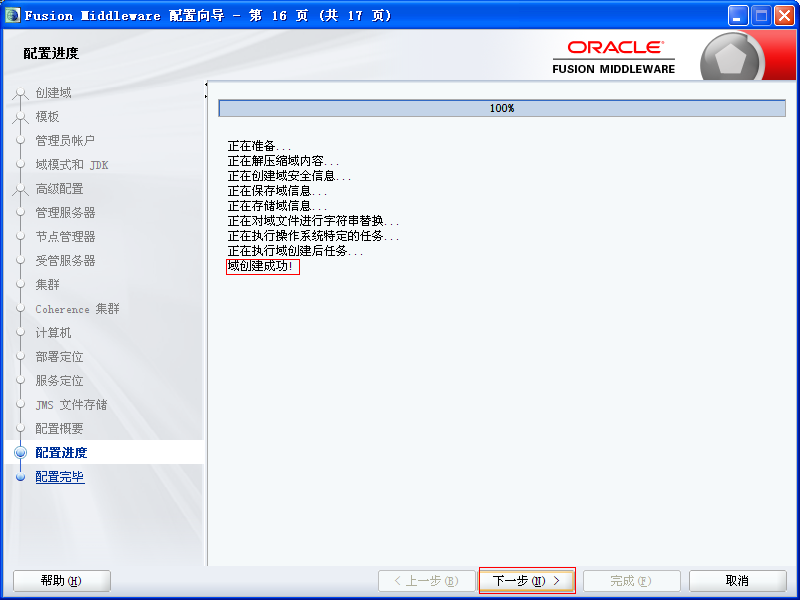 Fusion Middleware 配置向导 - 第 16 页 (共 17 页)
配置进度
ORACLE
FUSION MIDDLEWARE
创建域
模板
管理员帐户
域模式和 JDK
高级配置
管理服务器
节点管理器
受管服务器
集群
Coherence 集群
计算机
部署定位
服务定位
JMS 文件存储
配置概要
配置进度
配置完毕
100%
正在准备...
正在解压缩域内容...
正在创建域安全信息...
正在保存域信息...
正在存储域信息...
正在对域文件进行字符串替换...
正在执行操作系统特定的任务...
正在执行域创建后任务...
域创建成功!
帮助(H)
< 上一步(B)
下一步(N) >
完成(F)
取消